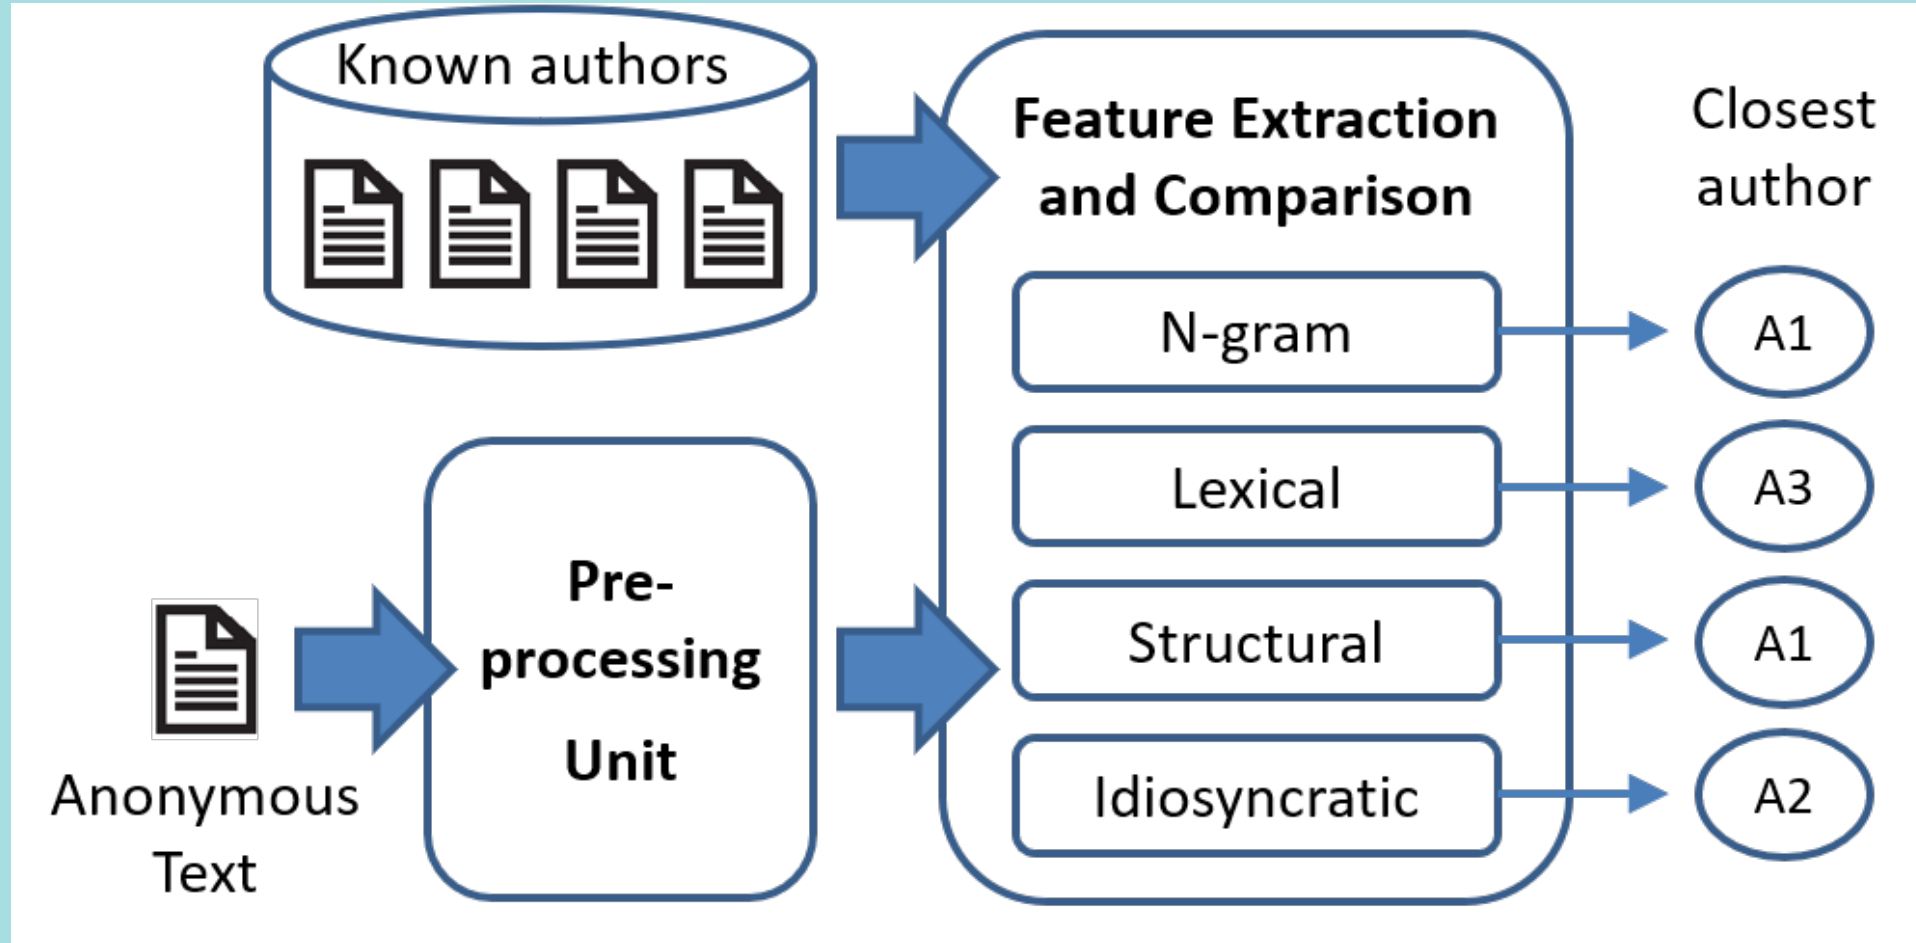 Known authors
Feature Extraction
and Comparison
Closest
author
N-gram
A1
Lexical
A3
Structural
A1
Idiosyncratic
A2
Pre-
processing
Unit
Anonymous
Text